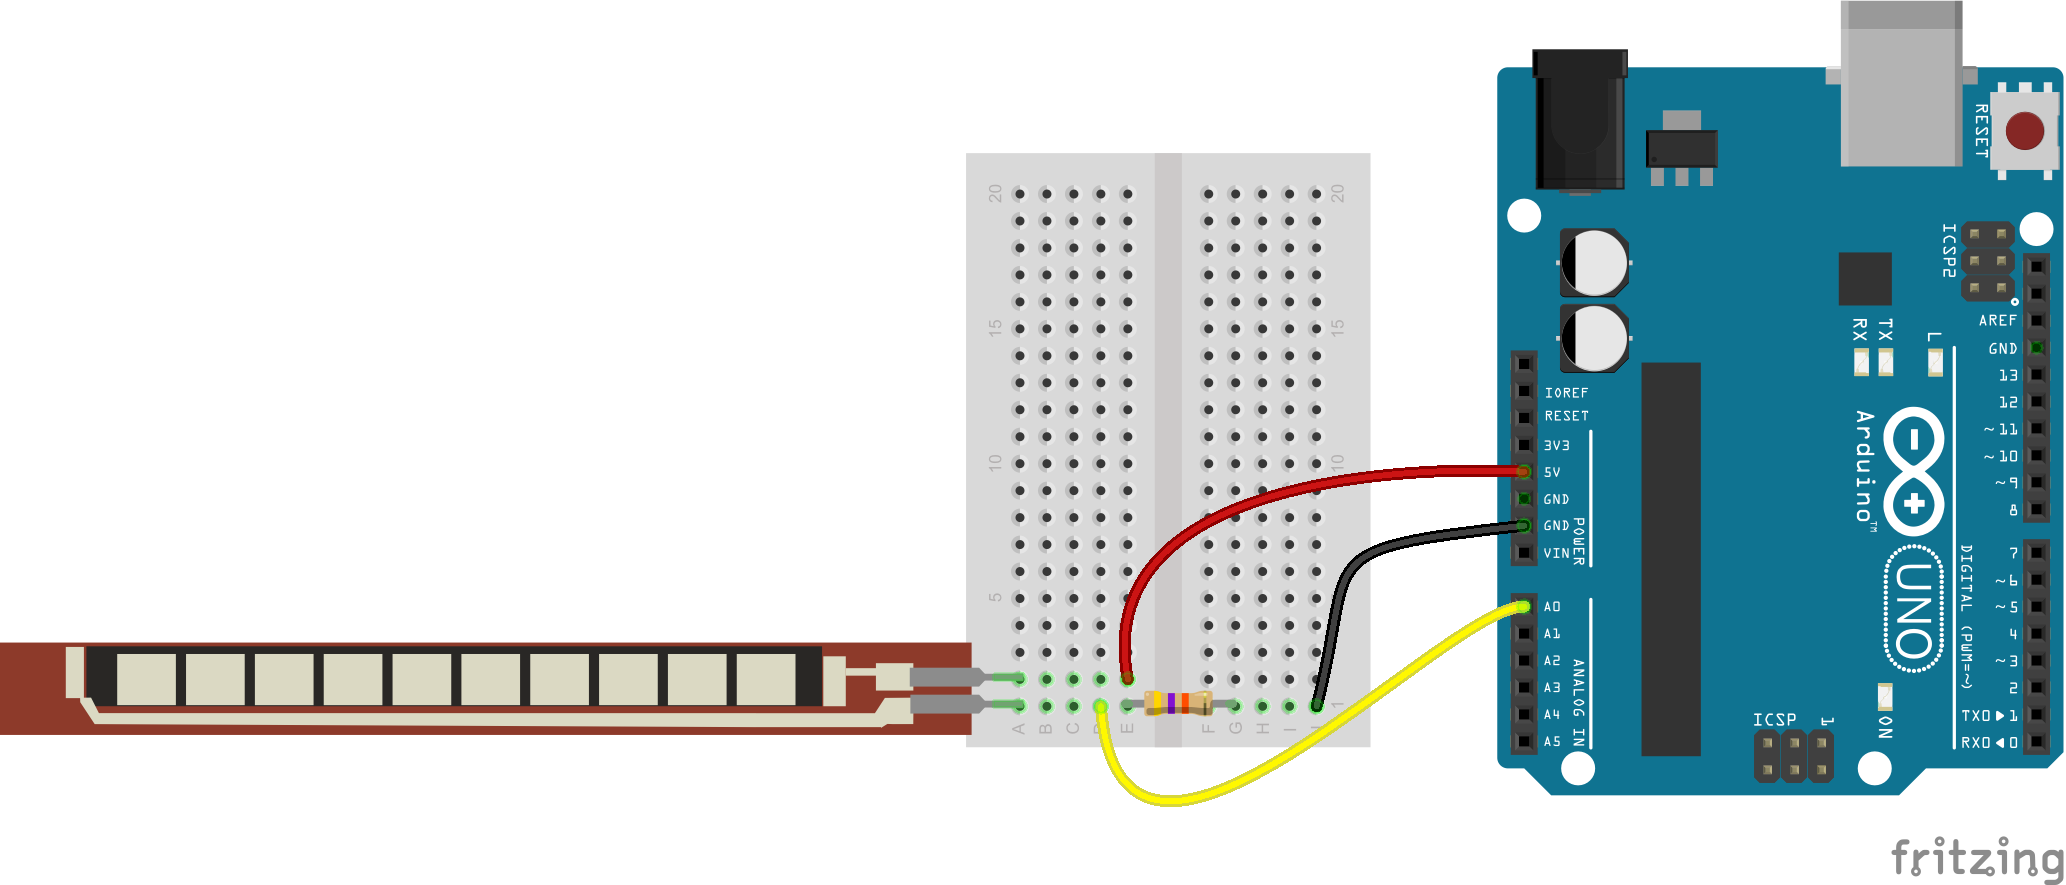 20
15
10
5
A B C D E
F G H I J
20
15
10
1
RESET
ICSP2
AREF
GND
13
12
~11
~10
~9
8
7
~6
~5
4
~3
2
TX0▶1
RX0◀0
RX TX L
IOREF
RESET
3V3
5V
GND
GND
VIN
POWER
A0
A1
A2
A3
A4
A5
ANALOG IN
Arduino™
UNO
DIGITAL (PWM=~)
ICSP 1
ON
fritzing